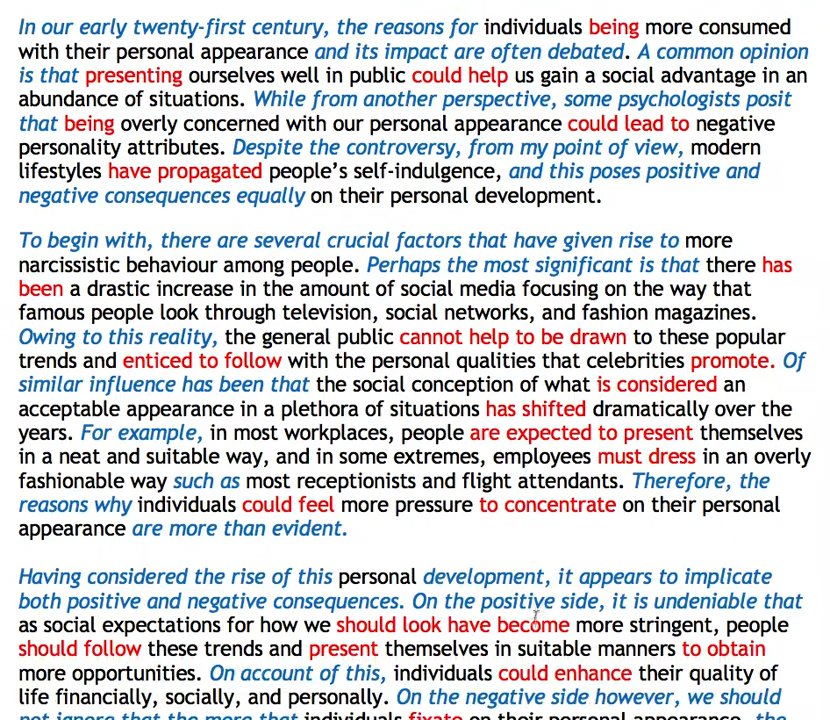 In our early twenty-first century, the reasons for individuals being more consumed
with their personal appearance and its impact are often debated. A common opinion
is that presenting ourselves well in public could help us gain a social advantage in an
abundance of situations. While from another perspective, some psychologists posit
that being overly concerned with our personal appearance could lead to negative
personality attributes. Despite the controversy, from my point of view, modern
lifestyles have propagated people’s self-indulgence, and this poses positive and
negative consequences equally on their personal development.
To begin with, there are several crucial factors that have given rise to more
narcissistic behaviour among people. Perhaps the most significant is that there has
been a drastic increase in the amount of social media focusing on the way that
famous people look through television, social networks, and fashion magazines.
Owing to this reality, the general public cannot help to be drawn to these popular
trends and enticed to follow with the personal qualities that celebrities promote. Of
similar influence has been that the social conception of what is considered an
acceptable appearance in a plethora of situations has shifted dramatically over the
years. For example, in most workplaces, people are expected to present themselves
in a neat and suitable way, and in some extremes, employees must dress in an overly
fashionable way such as most receptionists and flight attendants. Therefore, the
reasons why individuals could feel more pressure to concentrate on their personal
appearance are more than evident.
Having considered the rise of this personal development, it appears to implicate
both positive and negative consequences. On the positive side, it is undeniable that
as social expectations for how we should look have become more stringent, people
should follow these trends and present themselves in suitable manners to obtain
more opportunities. On account of this, individuals could enhance their quality of
life financially, socially, and personally. On the negative side however, we should
not ignore that the more that individuals fixate on their personal appearance, the